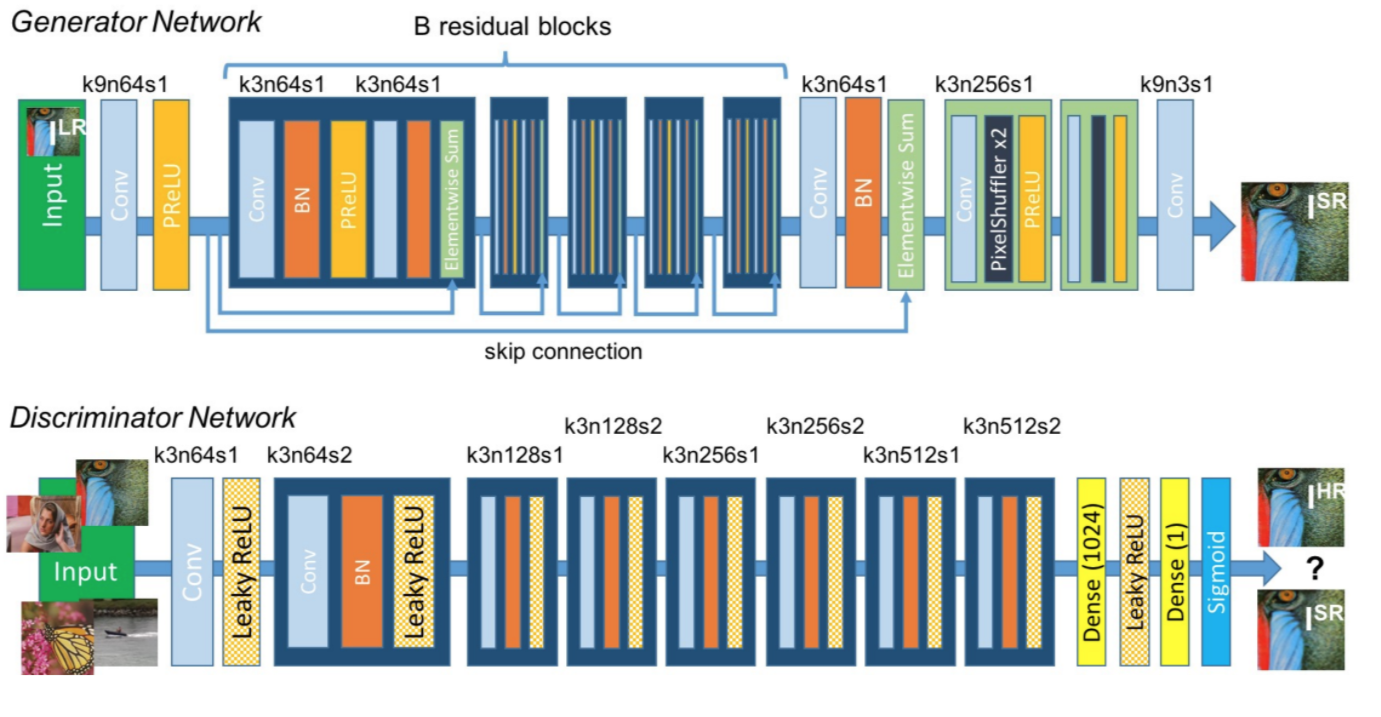 Generator Network
B residual blocks
k9n64s1
k3n64s1
k3n64s1
k3n64s1
k3n256s1
k9n3s1
I^LR
Input
Conv
PReLU
Conv
BN
PReLU
Elementwise Sum
Conv
BN
Elementwise Sum
Conv
PixelShuffler x2
PReLU
Conv
I^SR
skip connection
Discriminator Network
k3n128s2
k3n256s2
k3n512s2
k3n64s1
k3n64s2
k3n128s1
k3n256s1
k3n512s1
Input
Conv
Leaky ReLU
Conv
BN
Leaky ReLU
Dense (1024)
Leaky ReLU
Dense (1)
Sigmoid
I^HR
?
I^SR